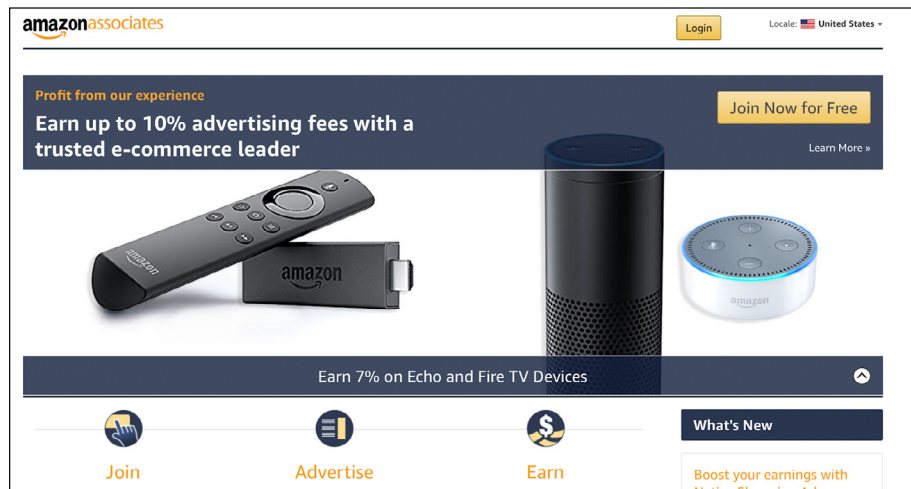 amazonassociates
Login
Locale: United States
Profit from our experience
Earn up to 10% advertising fees with a
trusted e-commerce leader
Join Now for Free
Learn More »
amazon
amazon
amazon
Earn 7% on Echo and Fire TV Devices
Join
Advertise
Earn
What's New
Boost your earnings with